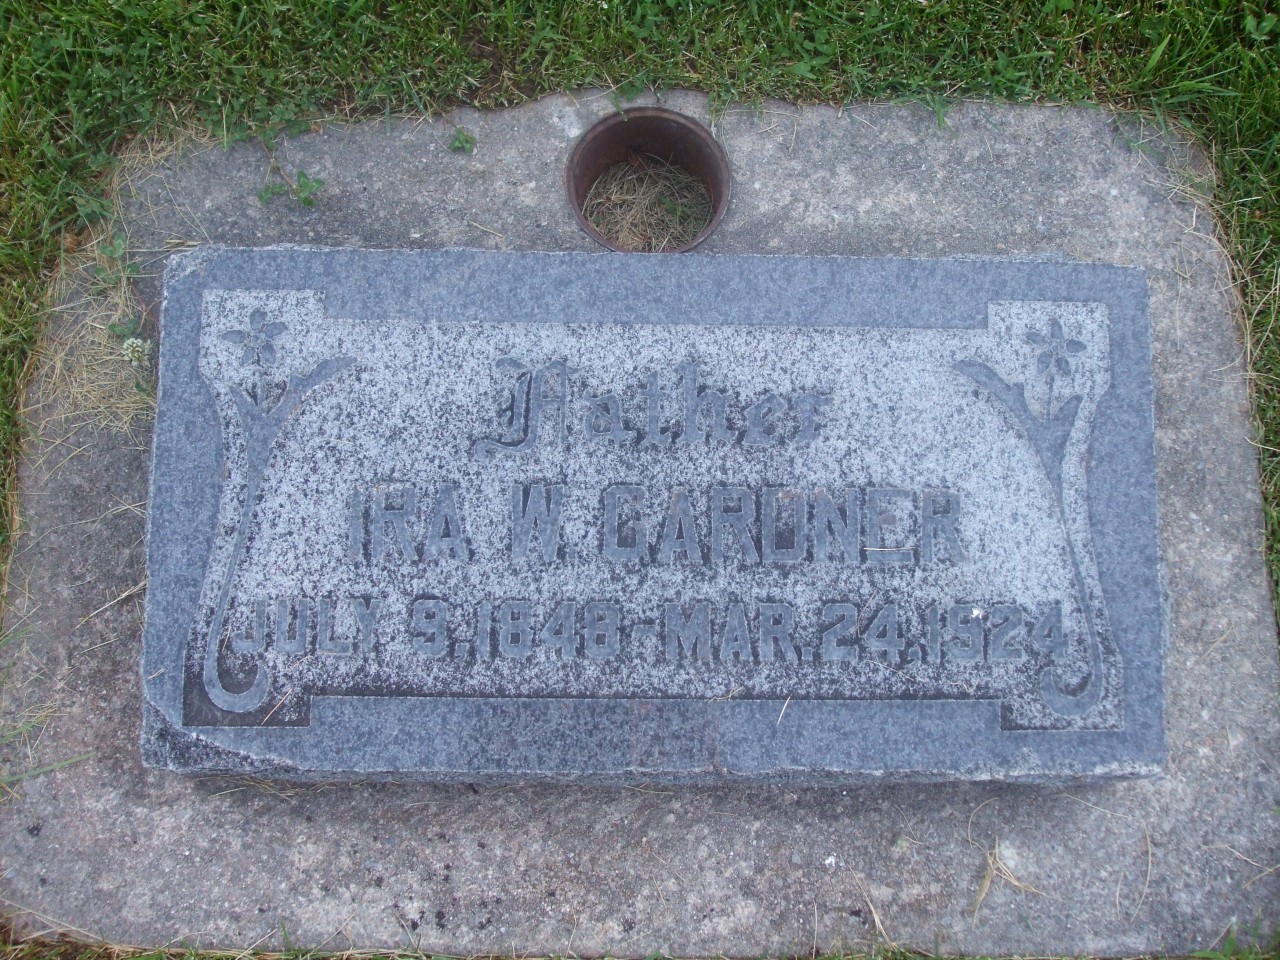 Father
IRA W GARDNER
JULY 9, 1848 - MAR. 24, 1924